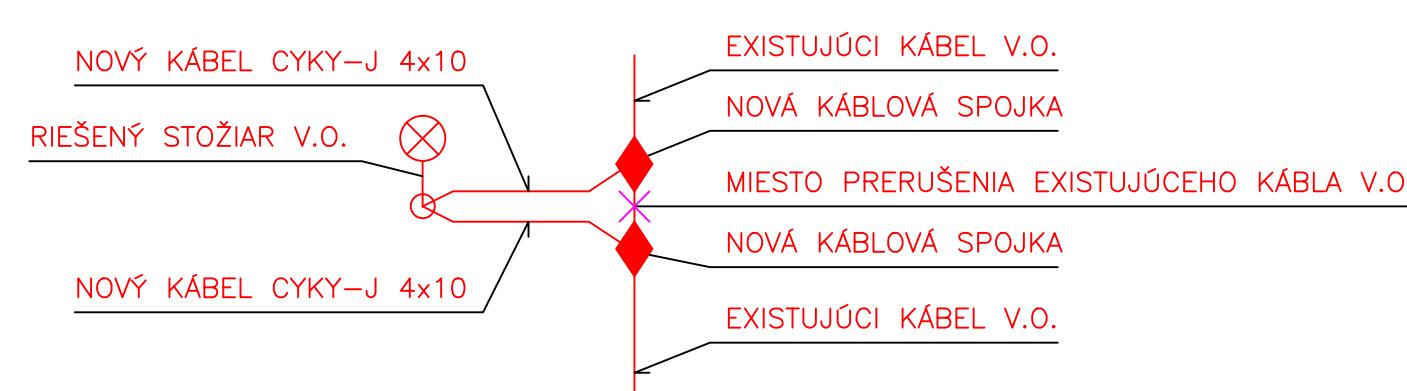 NOVÝ KÁBEL CYKY-J 4x10
RIEŠENÝ STOŽIAR V.O.
NOVÝ KÁBEL CYKY-J 4x10
EXISTUJÚCI KÁBEL V.O.
NOVÁ KÁBLOVÁ SPOJKA
MIESTO PRERUŠENIA EXISTUJÚCEHO KÁBLA V.O
NOVÁ KÁBLOVÁ SPOJKA
EXISTUJÚCI KÁBEL V.O.